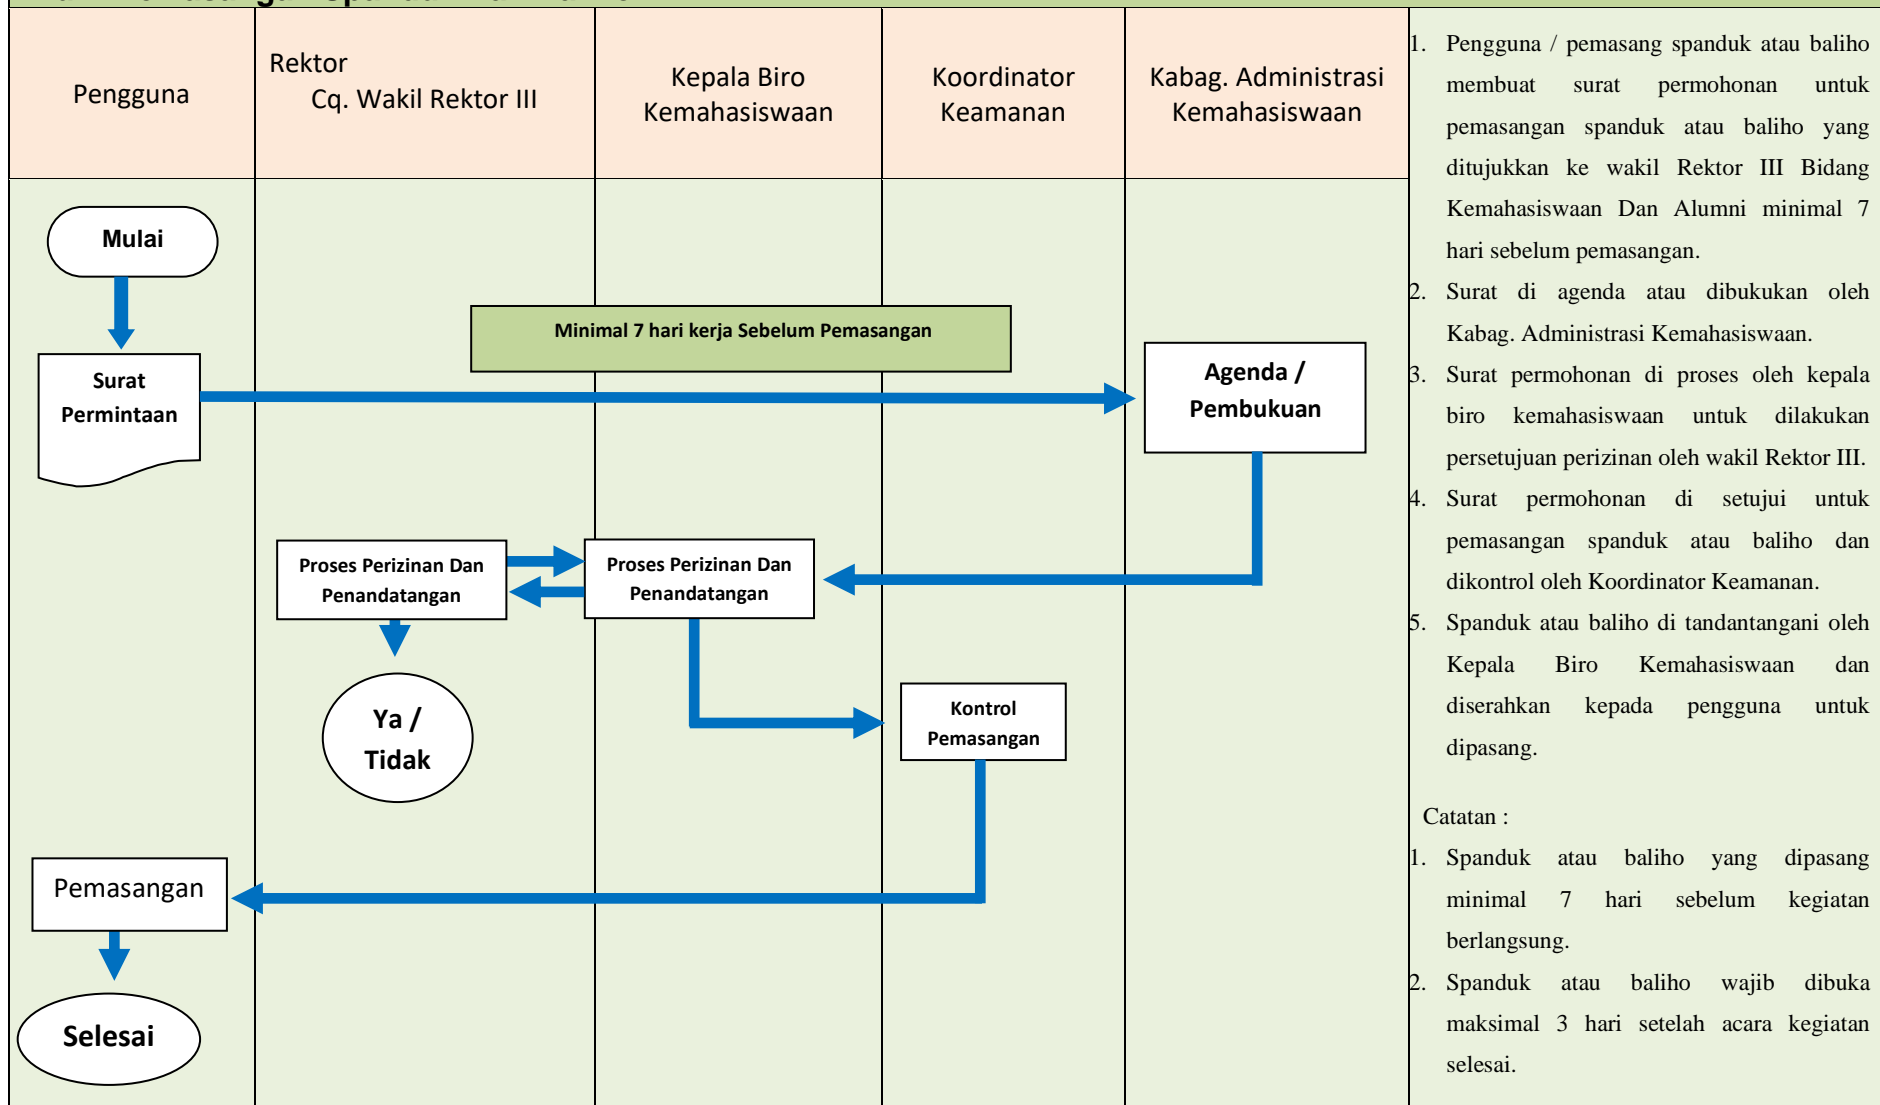 Pengguna
Rektor
Cq. Wakil Rektor III
Kepala Biro
Kemahasiswaan
Koordinator
Keamanan
Kabag. Administrasi
Kemahasiswaan
Mulai
Minimal 7 hari kerja Sebelum Pemasangan
Surat
Permintaan
Agenda /
Pembukuan
Proses Perizinan Dan
Penandatangan
Proses Perizinan Dan
Penandatangan
Ya /
Tidak
Kontrol
Pemasangan
Pemasangan
Selesai
1. Pengguna / pemasang spanduk atau baliho
membuat surat permohonan untuk
pemasangan spanduk atau baliho yang
ditujukkan ke wakil Rektor III Bidang
Kemahasiswaan Dan Alumni minimal 7
hari sebelum pemasangan.
2. Surat di agenda atau dibukukan oleh
Kabag. Administrasi Kemahasiswaan.
3. Surat permohonan di proses oleh kepala
biro kemahasiswaan untuk dilakukan
persetujuan perizinan oleh wakil Rektor III.
4. Surat permohonan di setujui untuk
pemasangan spanduk atau baliho dan
dikontrol oleh Koordinator Keamanan.
5. Spanduk atau baliho di tandantangani oleh
Kepala Biro Kemahasiswaan dan
diserahkan kepada pengguna untuk
dipasang.
Catatan :
1. Spanduk atau baliho yang dipasang
minimal 7 hari sebelum kegiatan
berlangsung.
2. Spanduk atau baliho wajib dibuka
maksimal 3 hari setelah acara kegiatan
selesai.